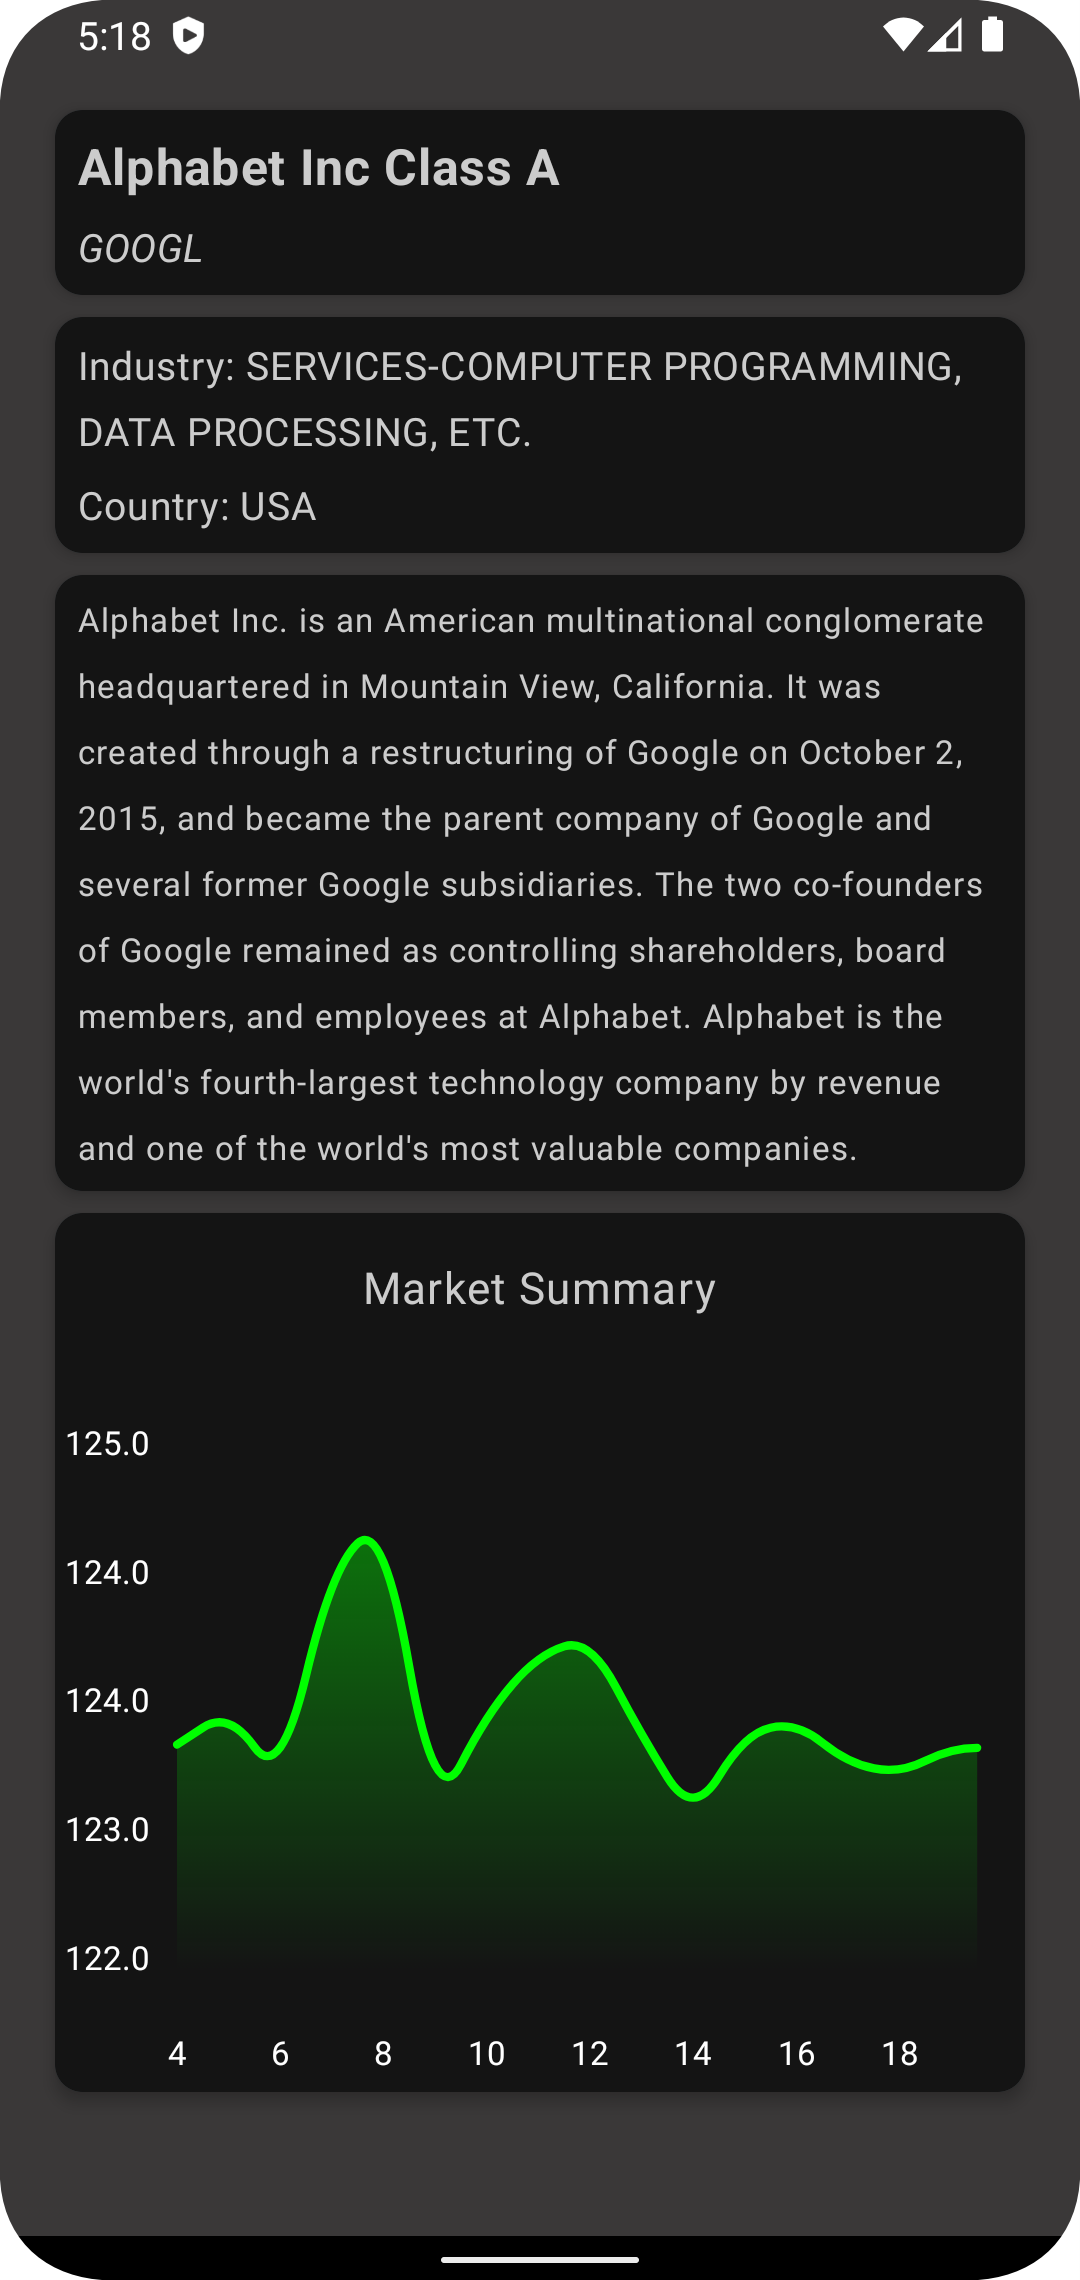 5:18
Alphabet Inc Class A
GOOGL
Industry: SERVICES-COMPUTER PROGRAMMING,
DATA PROCESSING, ETC.
Country: USA
Alphabet Inc. is an American multinational conglomerate
headquartered in Mountain View, California. It was
created through a restructuring of Google on October 2,
2015, and became the parent company of Google and
several former Google subsidiaries. The two co-founders
of Google remained as controlling shareholders, board
members, and employees at Alphabet. Alphabet is the
world's fourth-largest technology company by revenue
and one of the world's most valuable companies.
Market Summary
125.0
124.0
124.0
123.0
122.0
4 6 8 10 12 14 16 18